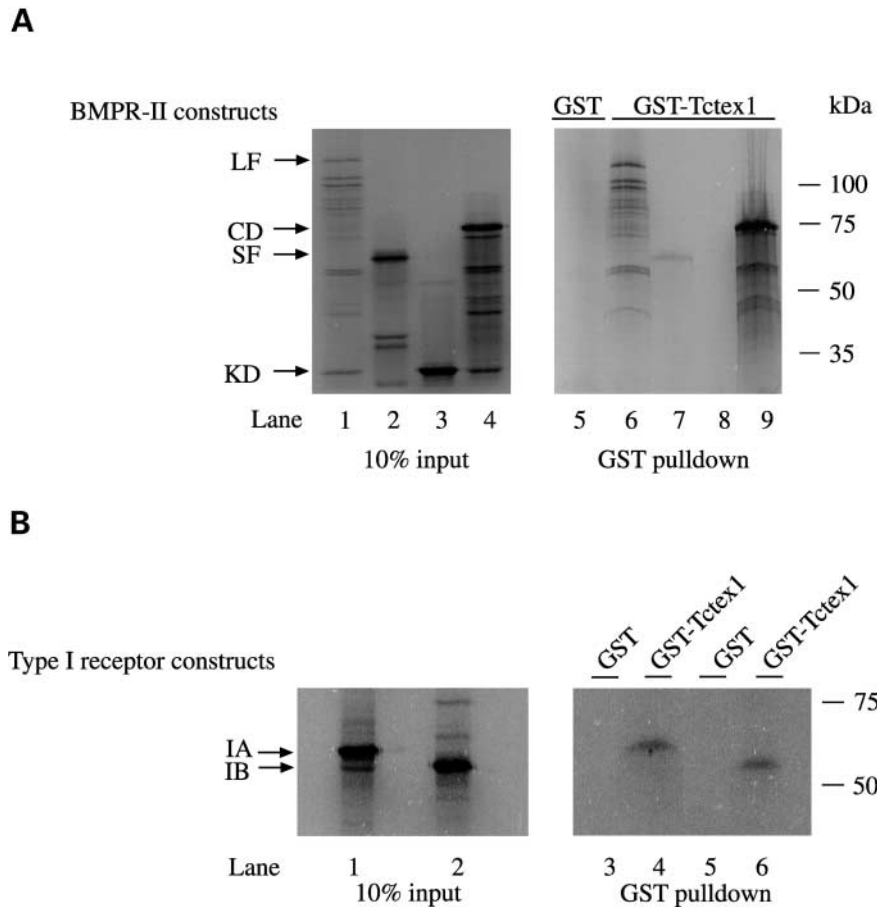 A
BMPR-II constructs
GST GST-Tctex1 kDa
LF
CD
SF
KD
100
75
50
35
Lane 1 2 3 4 5 6 7 8 9
10% input GST pulldown
B
Type I receptor constructs
GST GST-Tctex1 GST GST-Tctex1
IA
IB
75
50
Lane 1 2 3 4 5 6
10% input GST pulldown